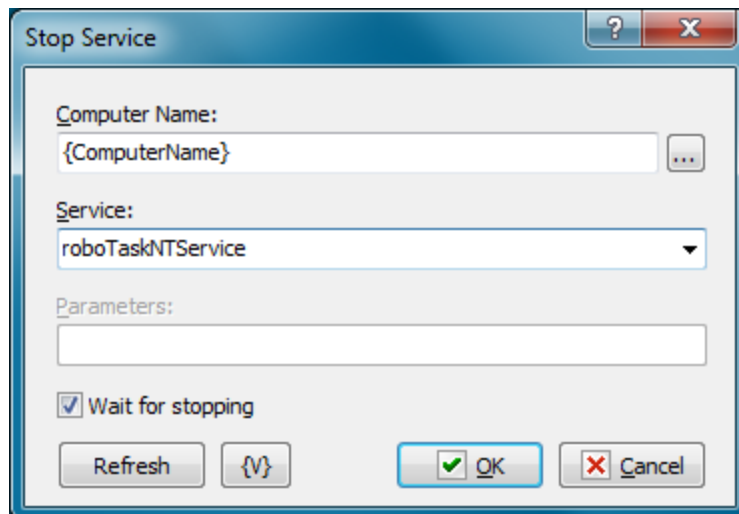 Stop Service
?
Computer Name:
{ComputerName}
...
Service:
roboTaskNTService
Parameters:
Wait for stopping
Refresh {V} OK Cancel